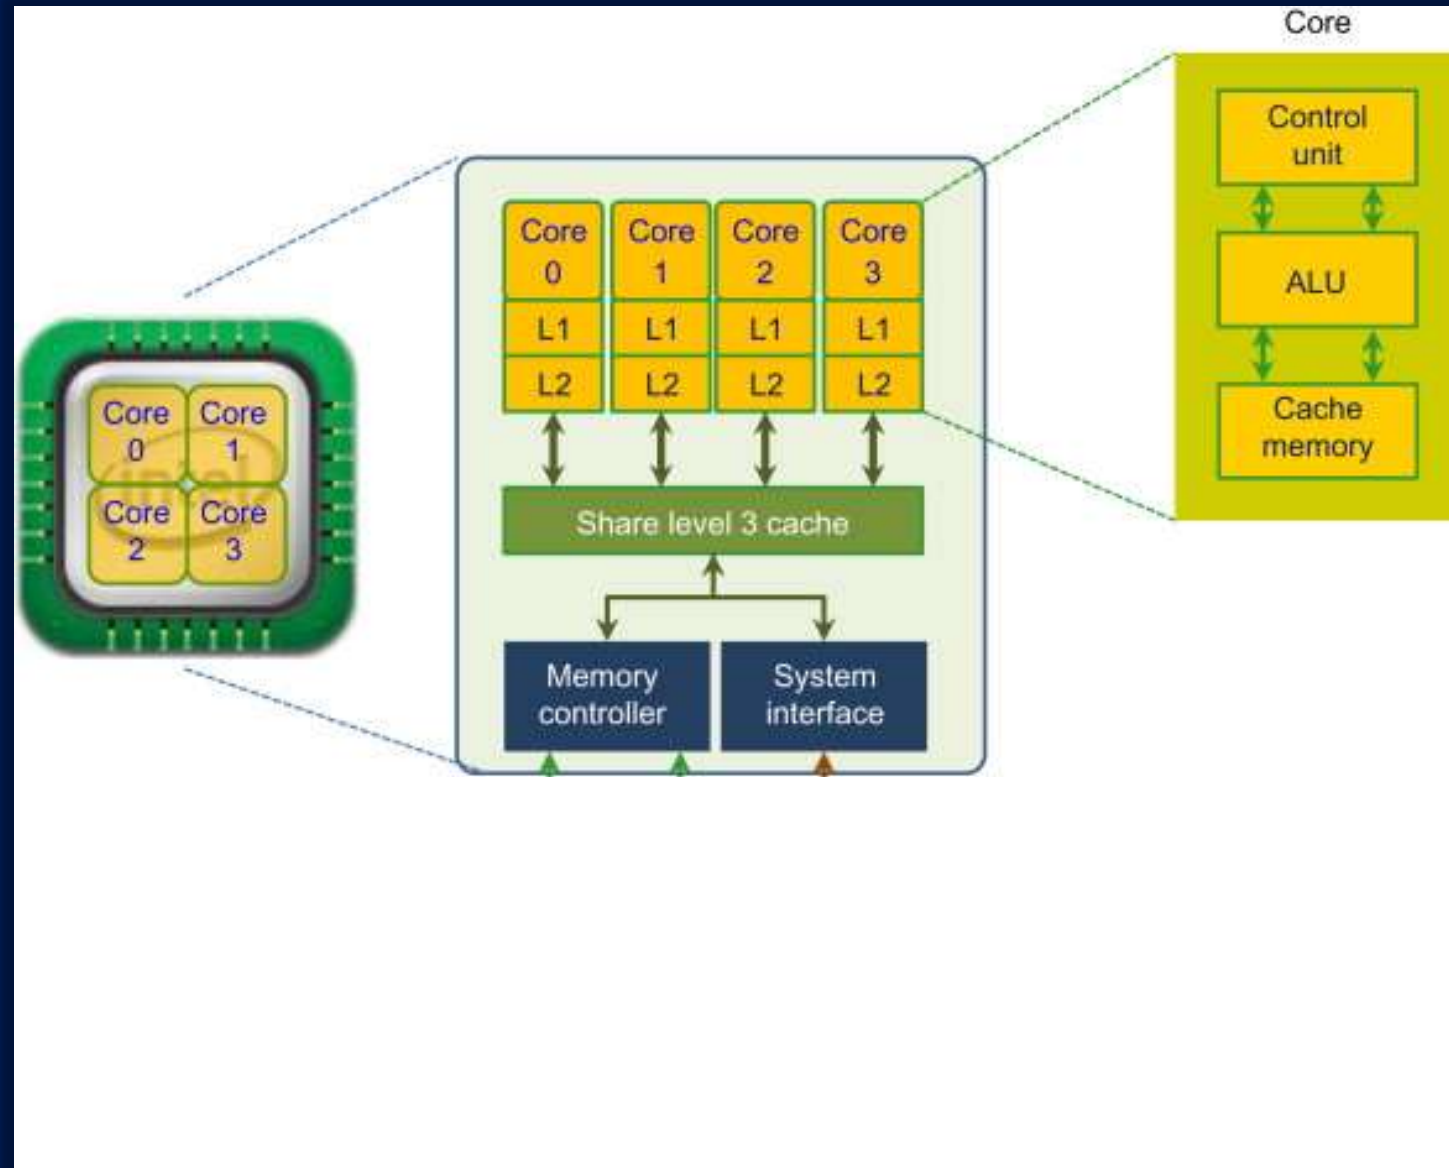 Core
Control
unit
ALU
Cache
memory
Core
0
Core
1
Core
2
Core
3
L1
L1
L1
L1
L2
L2
L2
L2
Share level 3 cache
Memory
controller
System
interface
Core
0
Core
1
intel
Core
2
Core
3